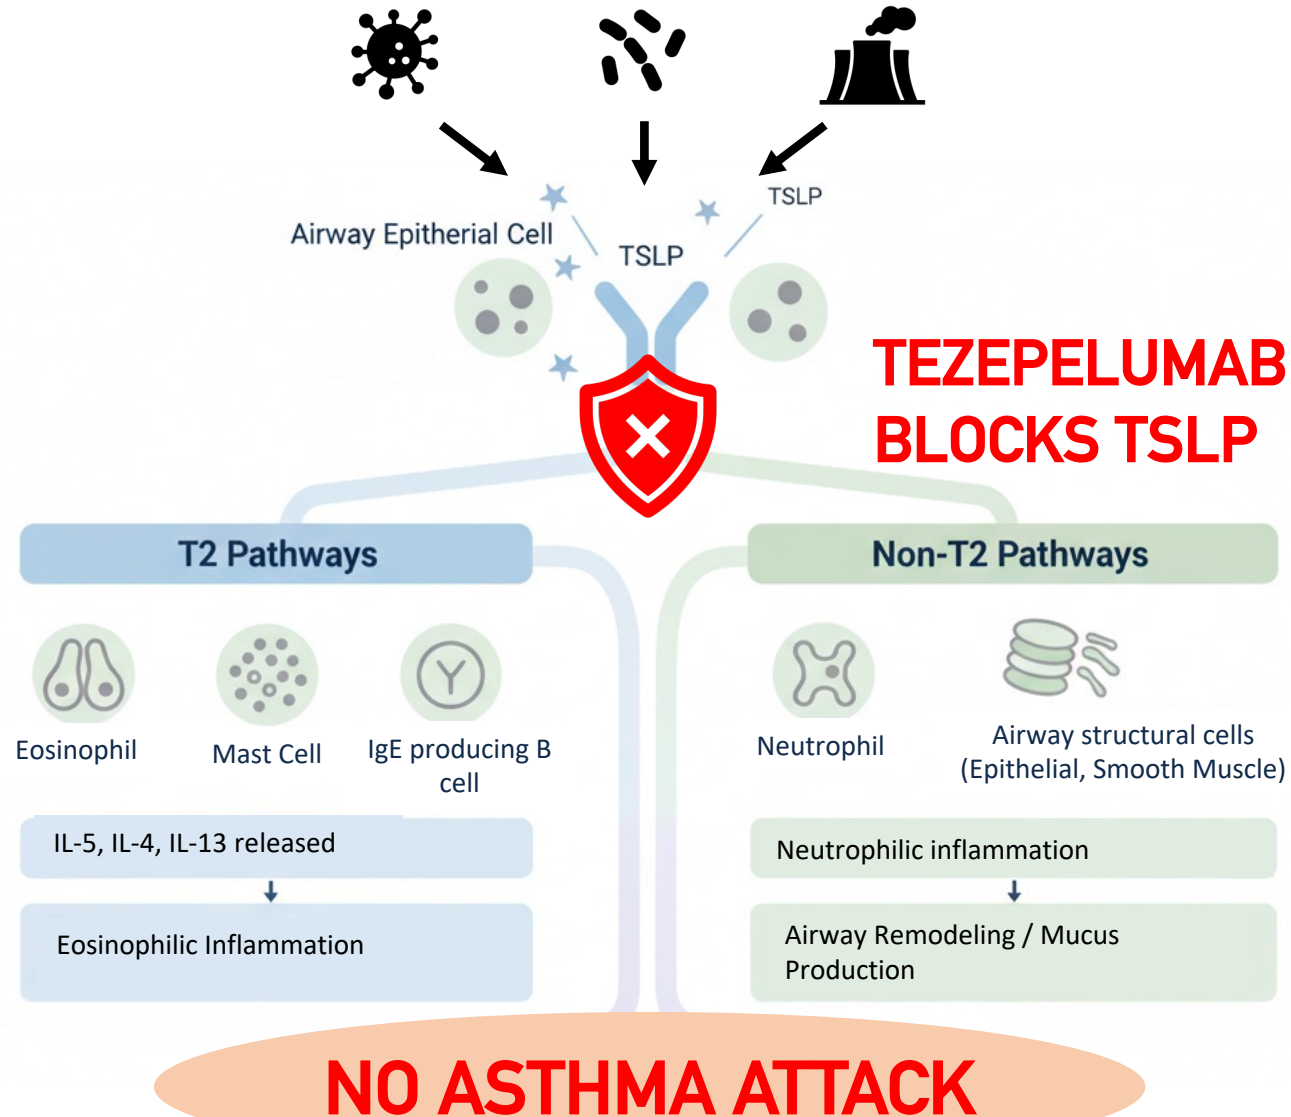 TSLP
Airway Epitherial Cell
TSLP
TEZEPELUMAB
BLOCKS TSLP
T2 Pathways
Non-T2 Pathways
Eosinophil
Mast Cell
IgE producing B
cell
Neutrophil
Airway structural cells
(Epithelial, Smooth Muscle)
IL-5, IL-4, IL-13 released
Neutrophilic inflammation
Eosinophilic Inflammation
Airway Remodeling / Mucus
Production
NO ASTHMA ATTACK